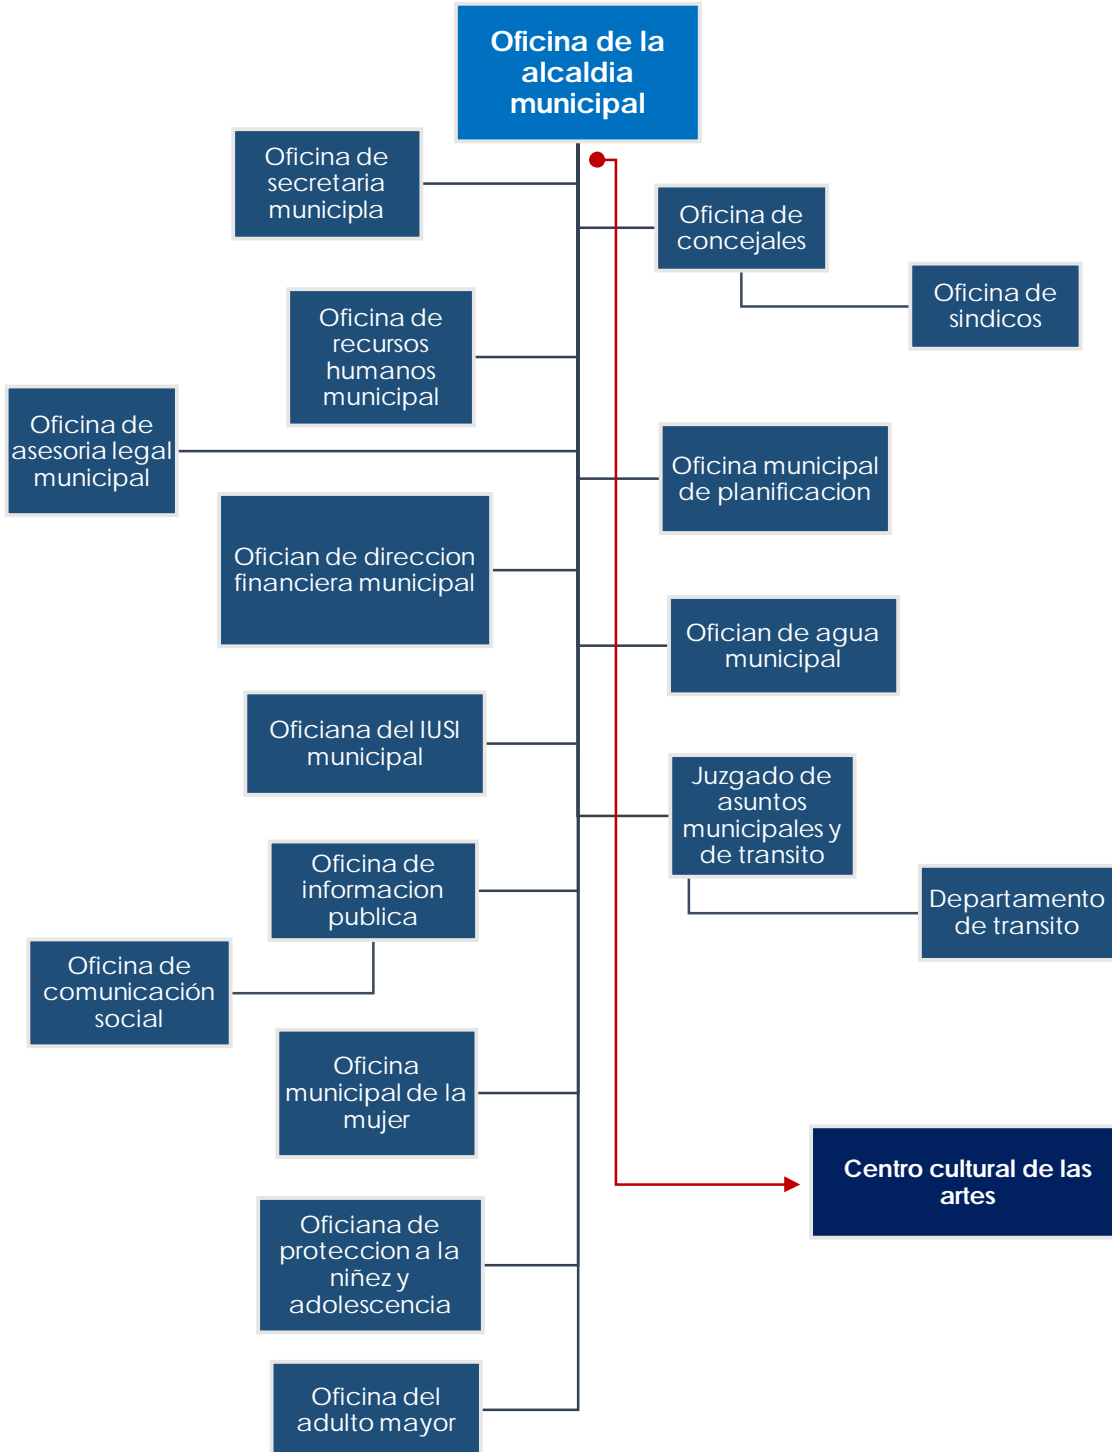 Oficina de la
alcaldia
municipal
Oficina de
secretaria
municipla
Oficina de
concejales
Oficina de
sindicos
Oficina de
recursos
humanos
municipal
Oficina de
asesoria legal
municipal
Oficina municipal
de planificacion
Ofician de direccion
financiera municipal
Ofician de agua
municipal
Oficiana del IUSI
municipal
Juzgado de
asuntos
municipales y
de transito
Oficina de
informacion
publica
Departamento
de transito
Oficina de
comunicación
social
Oficina
municipal de la
mujer
Centro cultural de las
artes
Oficiana de
proteccion a la
niñez y
adolescencia
Oficina del
adulto mayor